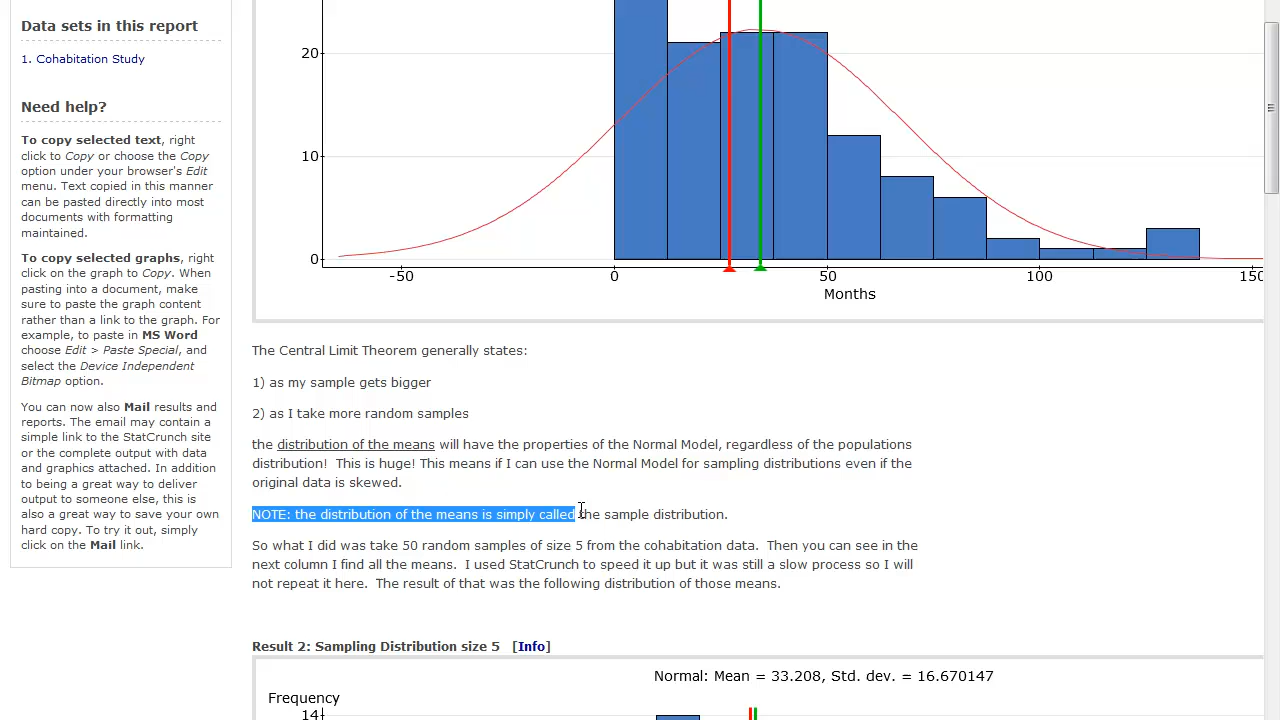 Data sets in this report
1. Cohabitation Study
Need help?
To copy selected text, right
click to Copy or choose the Copy
option under your browser's Edit
menu. Text copied in this manner
can be pasted directly into most
documents with formatting
maintained.
To copy selected graphs, right
click on the graph to Copy. When
pasting into a document, make
sure to paste the graph content
rather than a link to the graph. For
example, to paste in MS Word
choose Edit > Paste Special, and
select the Device Independent
Bitmap option.
You can now also Mail results and
reports. The email may contain a
simple link to the StatCrunch site
or the complete output with data
and graphics attached. In addition
to being a great way to deliver
output to someone else, this is
also a great way to save your own
hard copy. To try it out, simply
click on the Mail link.
20
10
0
-50 0 50 100 150
Months
The Central Limit Theorem generally states:
1) as my sample gets bigger
2) as I take more random samples
the distribution of the means will have the properties of the Normal Model, regardless of the populations
distribution!  This is huge! This means if I can use the Normal Model for sampling distributions even if the
original data is skewed.
NOTE: the distribution of the means is simply called the sample distribution.
So what I did was take 50 random samples of size 5 from the cohabitation data.  Then you can see in the
next column I find all the means.  I used StatCrunch to speed it up but it was still a slow process so I will
not repeat it here.  The result of that was the following distribution of those means.
Result 2: Sampling Distribution size 5   [Info]
Normal: Mean = 33.208, Std. dev. = 16.670147
Frequency
14